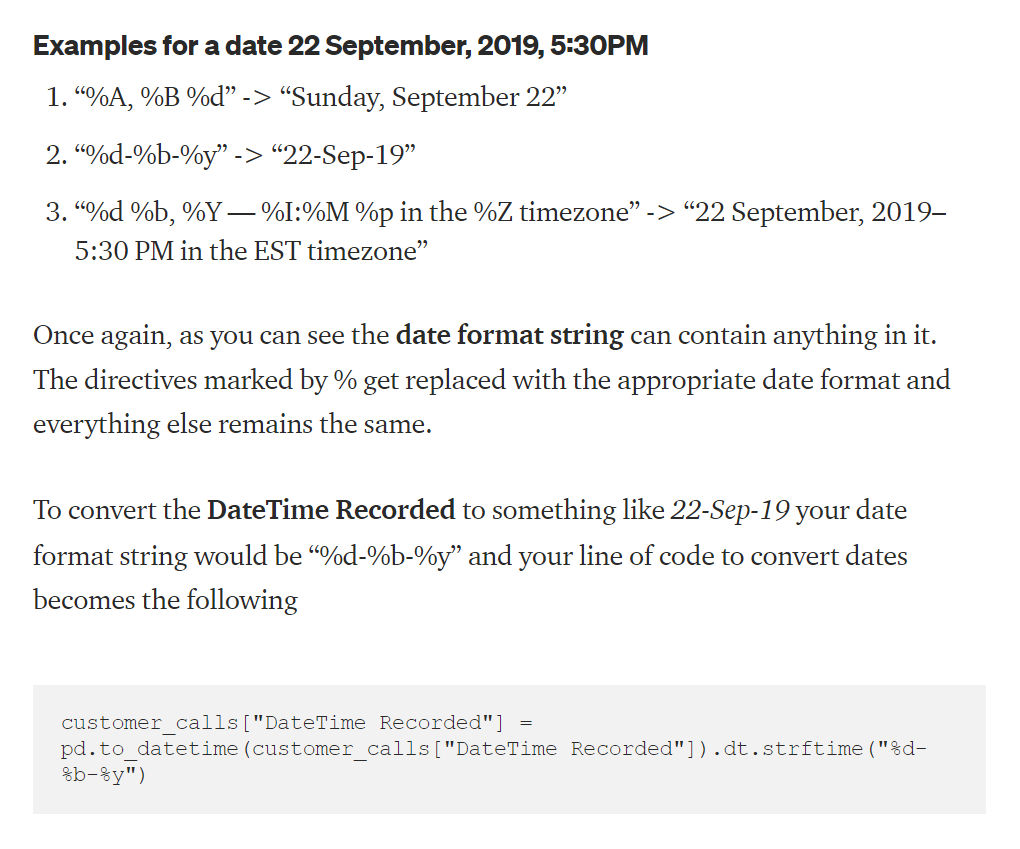 Examples for a date 22 September, 2019, 5:30PM
1. “%A, %B %d” -> “Sunday, September 22”
2. “%d-%b-%y” -> “22-Sep-19”
3. “%d %b, %Y — %I:%M %p in the %Z timezone” -> “22 September, 2019–
5:30 PM in the EST timezone”
Once again, as you can see the date format string can contain anything in it.
The directives marked by % get replaced with the appropriate date format and
everything else remains the same.
To convert the DateTime Recorded to something like 22-Sep-19 your date
format string would be “%d-%b-%y” and your line of code to convert dates
becomes the following
customer_calls["DateTime Recorded"] =
pd.to_datetime(customer_calls["DateTime Recorded"]).dt.strftime("%d-
%b-%y")